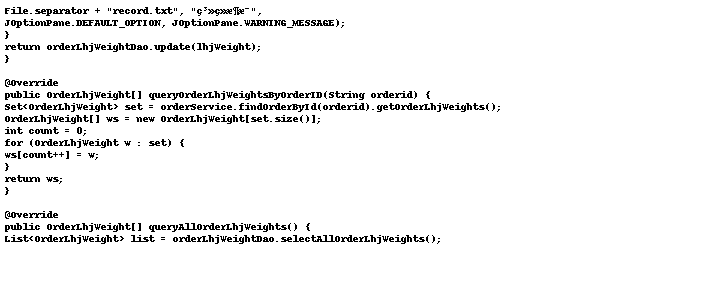 File.separator + "record.txt", "ç³»ç»æ¶æ¯",
JOptionPane.DEFAULT_OPTION, JOptionPane.WARNING_MESSAGE);
}
return orderLhjWeightDao.update(lhjWeight);
}

@Override
public OrderLhjWeight[] queryOrderLhjWeightsByOrderID(String orderid) {
Set<OrderLhjWeight> set = orderService.findOrderById(orderid).getOrderLhjWeights();
OrderLhjWeight[] ws = new OrderLhjWeight[set.size()];
int count = 0;
for (OrderLhjWeight w : set) {
ws[count++] = w;
}
return ws;
}

@Override
public OrderLhjWeight[] queryAllOrderLhjWeights() {
List<OrderLhjWeight> list = orderLhjWeightDao.selectAllOrderLhjWeights();